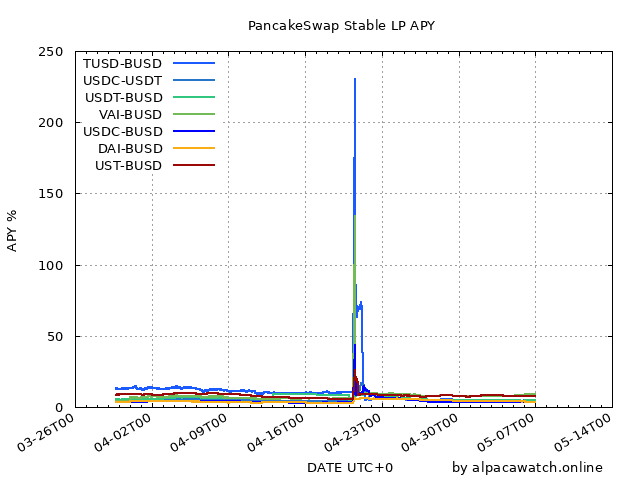 PancakeSwap Stable LP APY
250
200
150
100
50
0
APY %
TUSD-BUSD
USDC-USDT
USDT-BUSD
VAI-BUSD
USDC-BUSD
DAI-BUSD
UST-BUSD
03-26T00
04-02T00
04-09T00
04-16T00
04-23T00
04-30T00
05-07T00
05-14T00
DATE UTC+0
by alpacawatch.online